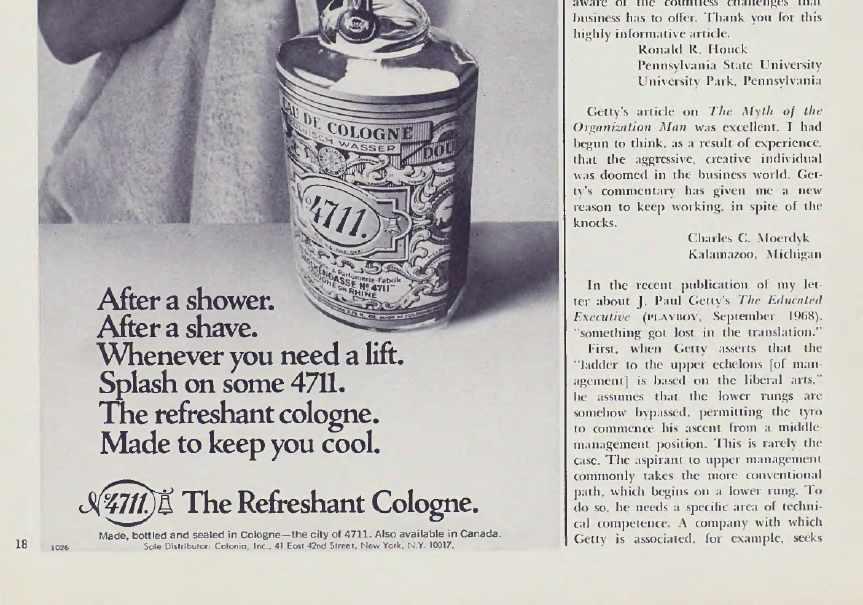 EAU DE COLOGNE
WASSER
DOU
4711.
Parfumerie-Fabrik
Nº 4711
RHINE
After a shower.
After a shave.
Whenever you need a lift.
Splash on some 4711.
The refreshant cologne.
Made to keep you cool.
Nº 4711. The Refreshant Cologne.
Made, bottled and sealed in Cologne—the city of 4711. Also available in Canada.
Sole Distributor: Colonia, Inc., 41 East 42nd Street, New York, N.Y. 10017.
18
1026
aware of the countless challenges that
business has to offer. Thank you for this
highly informative article.
Ronald R. Houck
Pennsylvania State University
University Park, Pennsylvania
Getty's article on The Myth of the
Organization Man was excellent. I had
begun to think, as a result of experience,
that the aggressive, creative individual
was doomed in the business world. Get-
ty's commentary has given me a new
reason to keep working, in spite of the
knocks.
Charles C. Moerdyk
Kalamazoo, Michigan
In the recent publication of my let-
ter about J. Paul Getty's The Educated
Executive (PLAYBOY, September 1968),
"something got lost in the translation."
First, when Getty asserts that the
"ladder to the upper echelons [of man-
agement] is based on the liberal arts,"
he assumes that the lower rungs are
somehow bypassed, permitting the tyro
to commence his ascent from a middle-
management position. This is rarely the
case. The aspirant to upper management
commonly takes the more conventional
path, which begins on a lower rung. To
do so, he needs a specific area of techni-
cal competence. A company with which
Getty is associated, for example, seeks